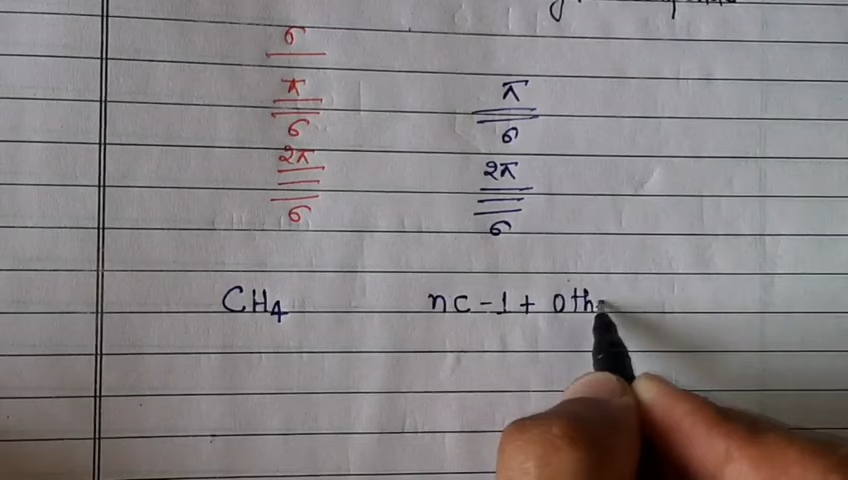 σ
π π
σ σ
2π 2π
σ σ
CH4 nc-1 + oth